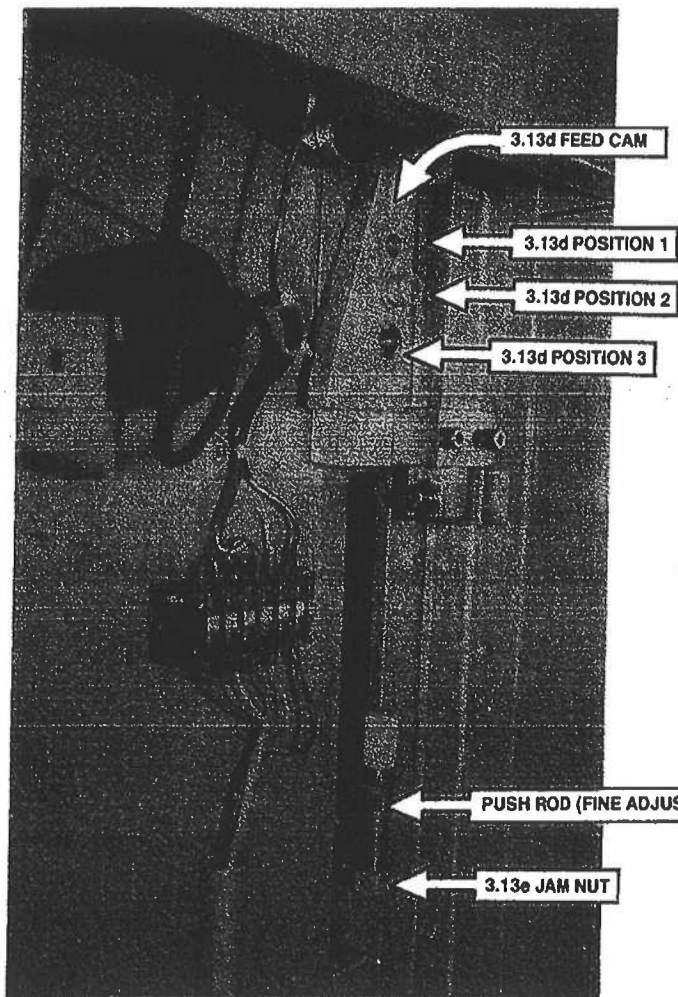 3.13d FEED CAM
3.13d POSITION 1
3.13d POSITION 2
3.13d POSITION 3
PUSH ROD (FINE ADJUS
3.13e JAM NUT